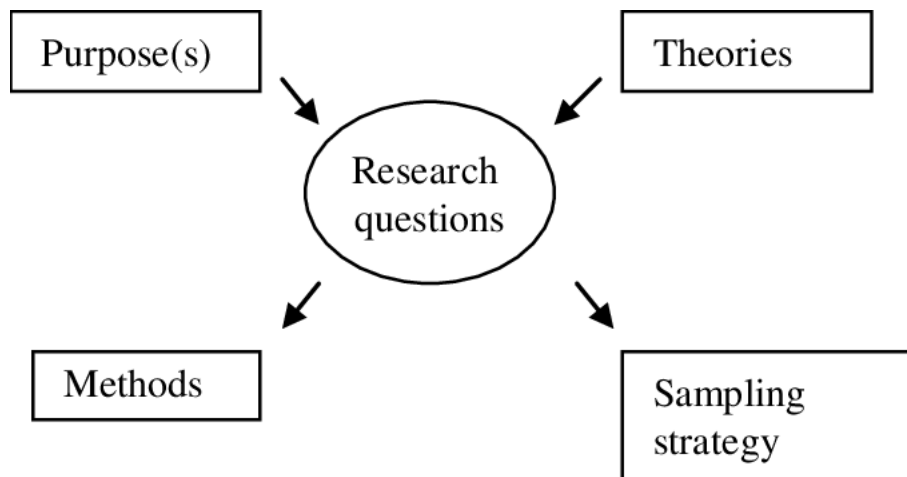 Purpose(s)
Theories
Research
questions
Methods
Sampling
strategy